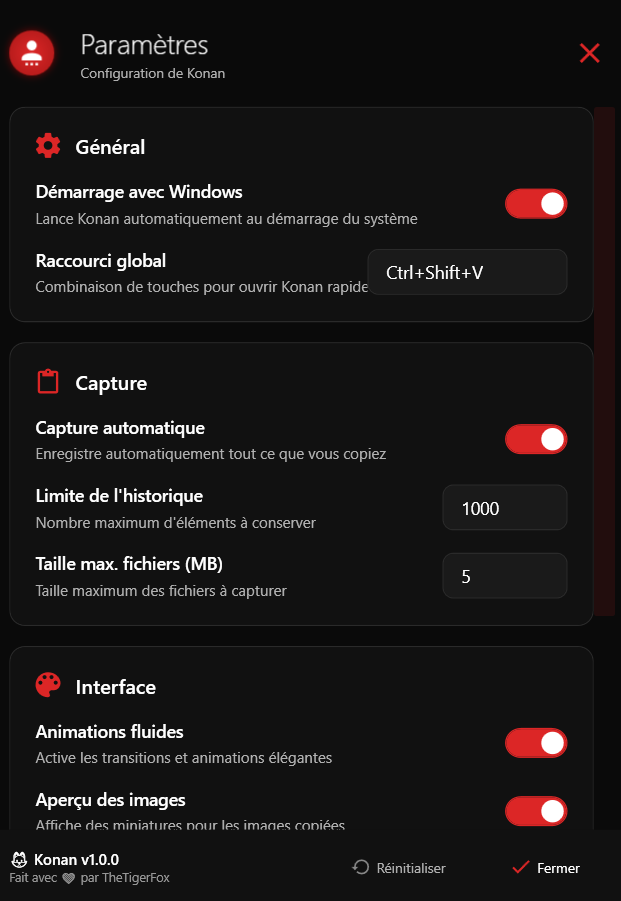 Paramètres
Configuration de Konan
Général
Démarrage avec Windows
Lance Konan automatiquement au démarrage du système
Raccourci global
Combinaison de touches pour ouvrir Konan rapide
Ctrl+Shift+V
Capture
Capture automatique
Enregistre automatiquement tout ce que vous copiez
Limite de l'historique
Nombre maximum d'éléments à conserver
1000
Taille max. fichiers (MB)
Taille maximum des fichiers à capturer
5
Interface
Animations fluides
Active les transitions et animations élégantes
Aperçu des images
Affiche des miniatures pour les images copiées
Konan v1.0.0
Fait avec par TheTigerFox
Réinitialiser
Fermer